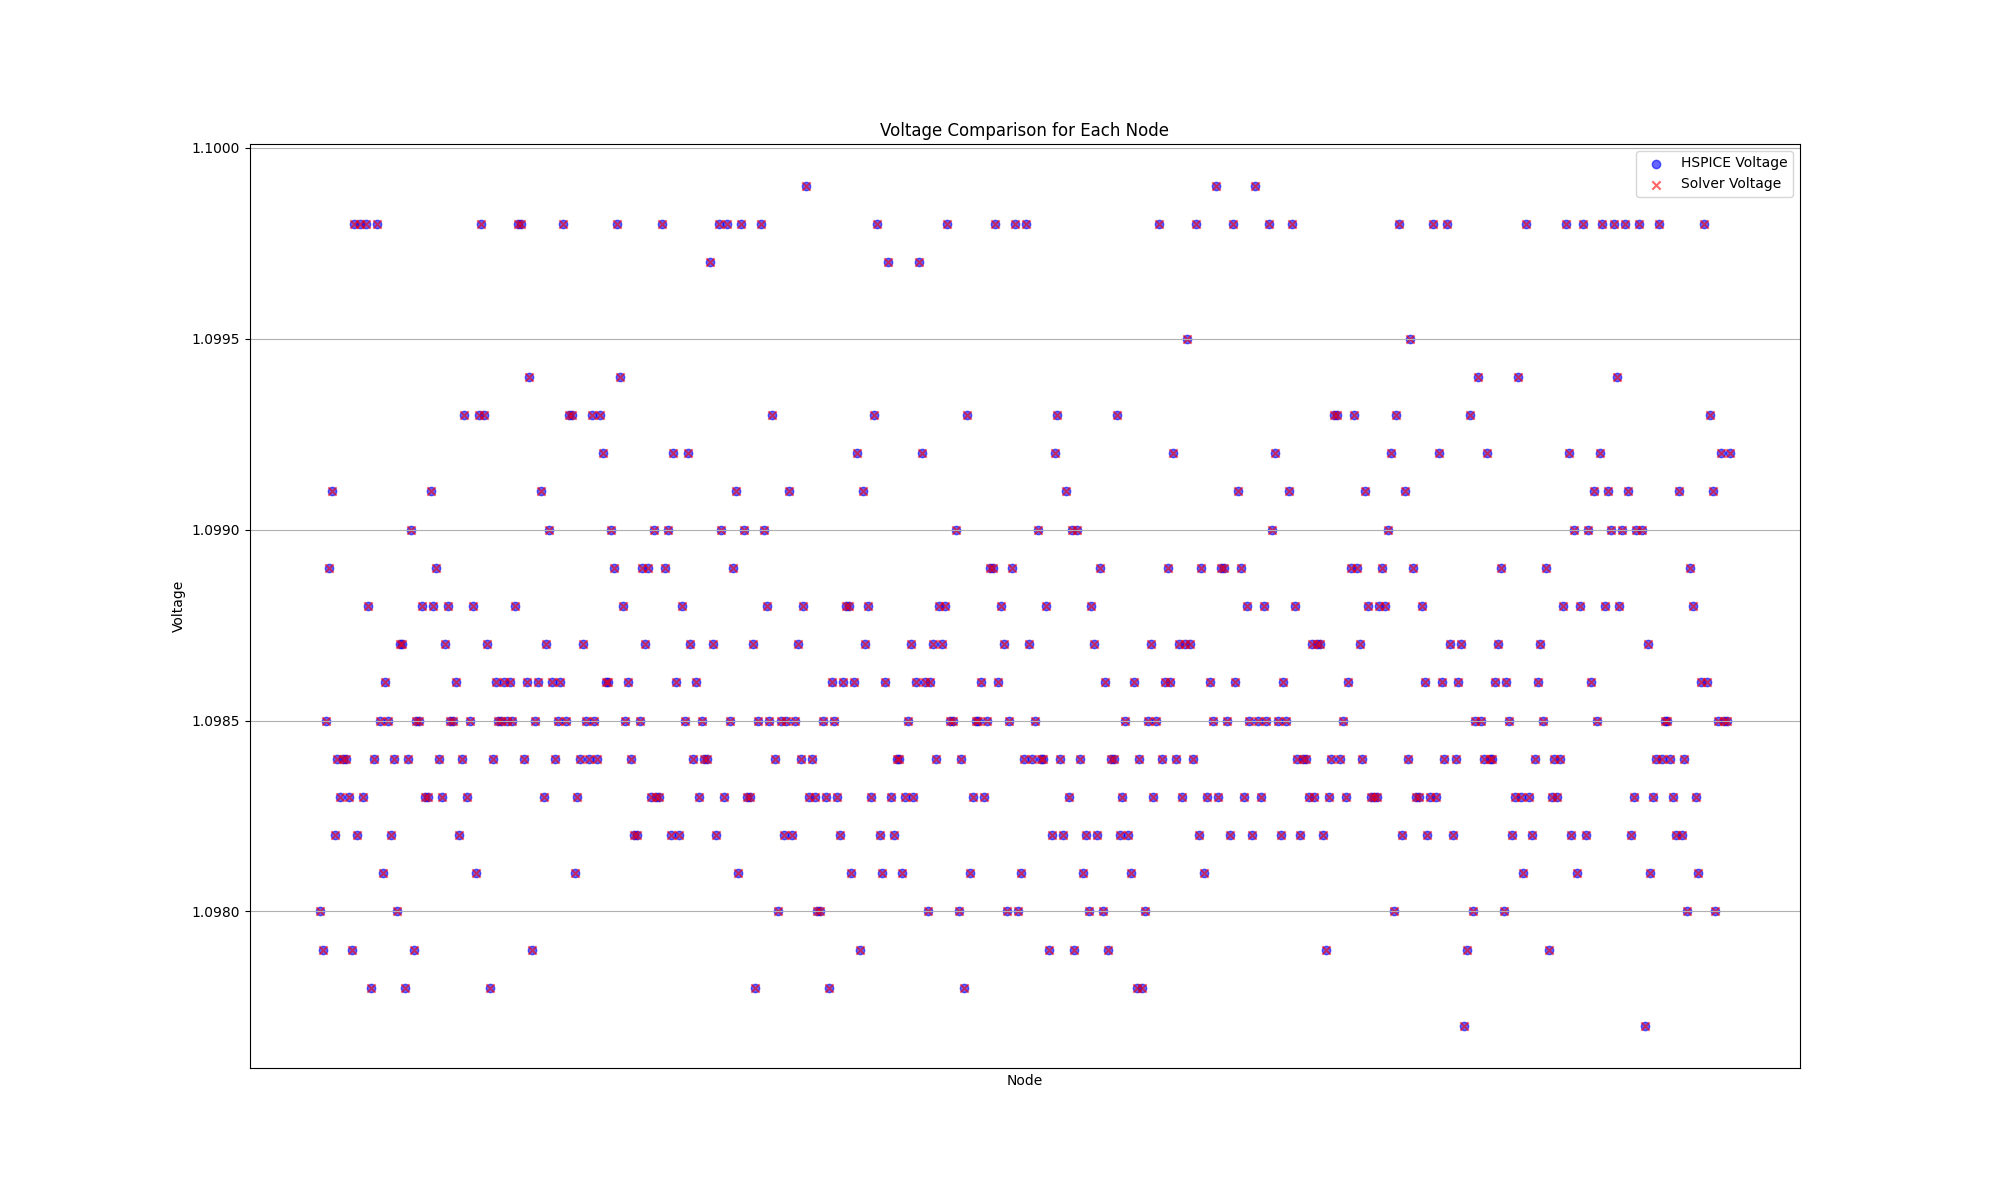 Voltage Comparison for Each Node
1.1000
1.0995
1.0990
1.0985
1.0980
Voltage
HSPICE Voltage
Solver Voltage
Node